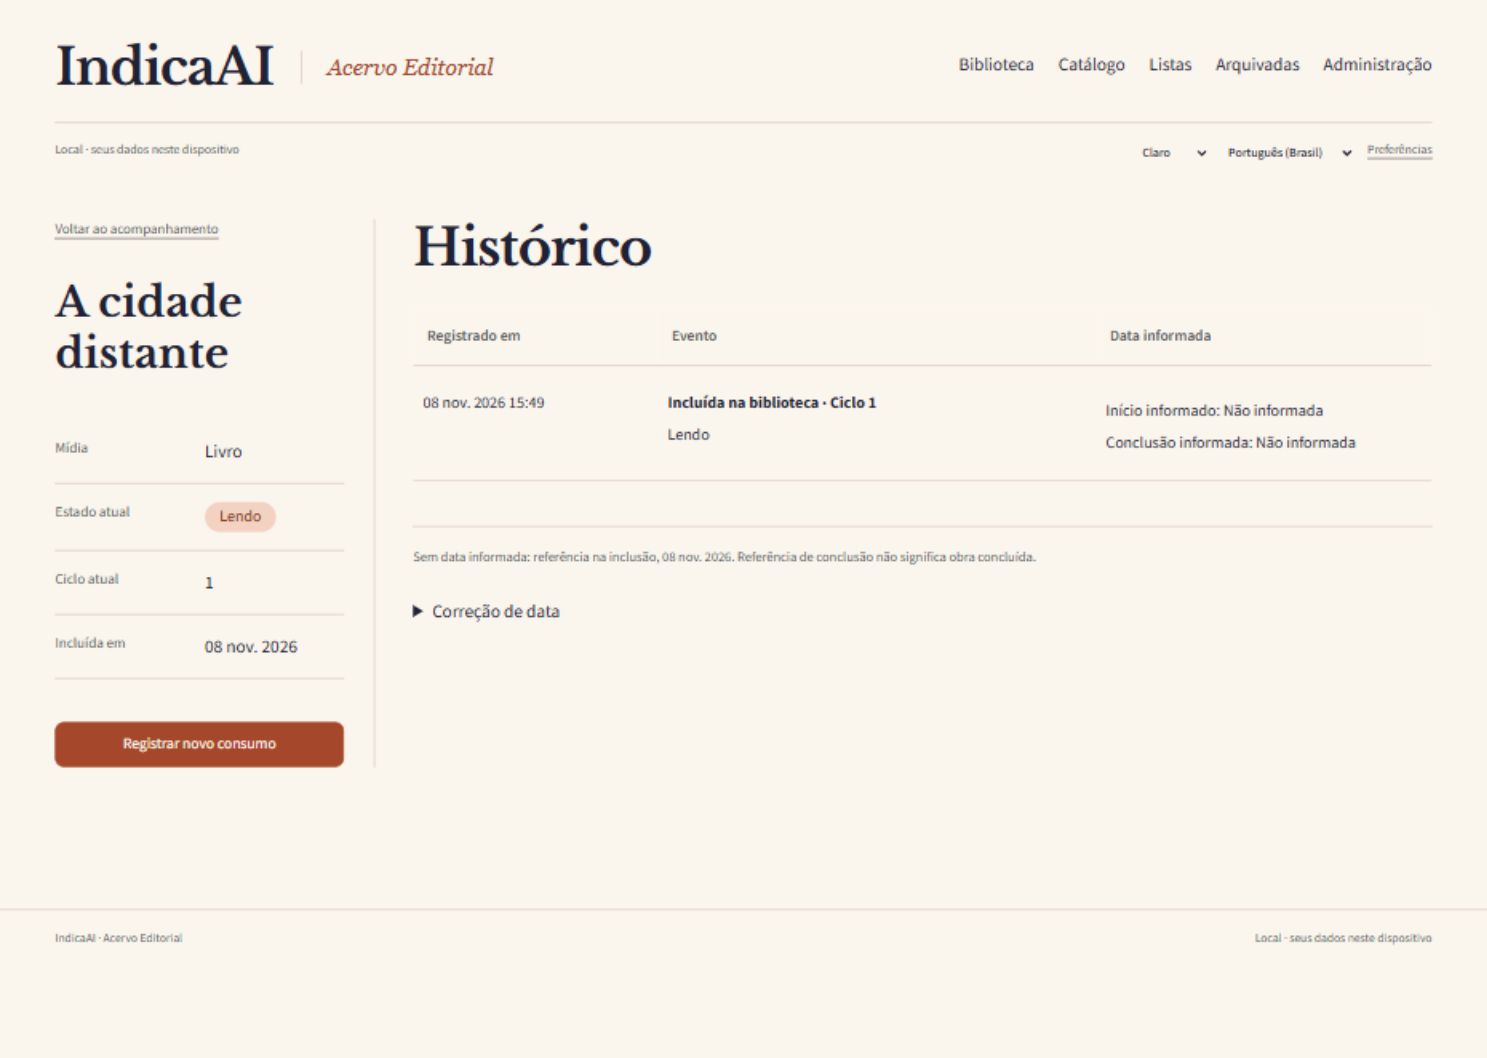 IndicaAI
Acervo Editorial
Biblioteca Catálogo Listas Arquivadas Administração
Local · seus dados neste dispositivo
Claro Português (Brasil) Preferências
Voltar ao acompanhamento
A cidade
distante
Mídia Livro
Estado atual Lendo
Ciclo atual 1
Incluída em 08 nov. 2026
Registrar novo consumo
Histórico
Registrado em Evento Data informada
08 nov. 2026 15:49
Incluída na biblioteca · Ciclo 1
Lendo
Início informado: Não informada
Conclusão informada: Não informada
Sem data informada: referência na inclusão, 08 nov. 2026. Referência de conclusão não significa obra concluída.
Correção de data
IndicaAI · Acervo Editorial
Local · seus dados neste dispositivo